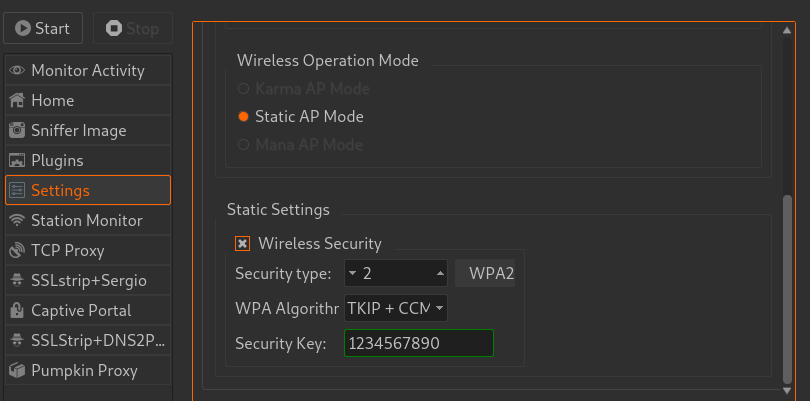 Start
Stop
Monitor Activity
Home
Sniffer Image
Plugins
Settings
Station Monitor
TCP Proxy
SSLstrip+Sergio
Captive Portal
SSLStrip+DNS2P...
Pumpkin Proxy
Wireless Operation Mode
Karma AP Mode
Static AP Mode
Mana AP Mode
Static Settings
Wireless Security
Security type: 2 WPA2
WPA Algorithr TKIP + CCM
Security Key: 1234567890